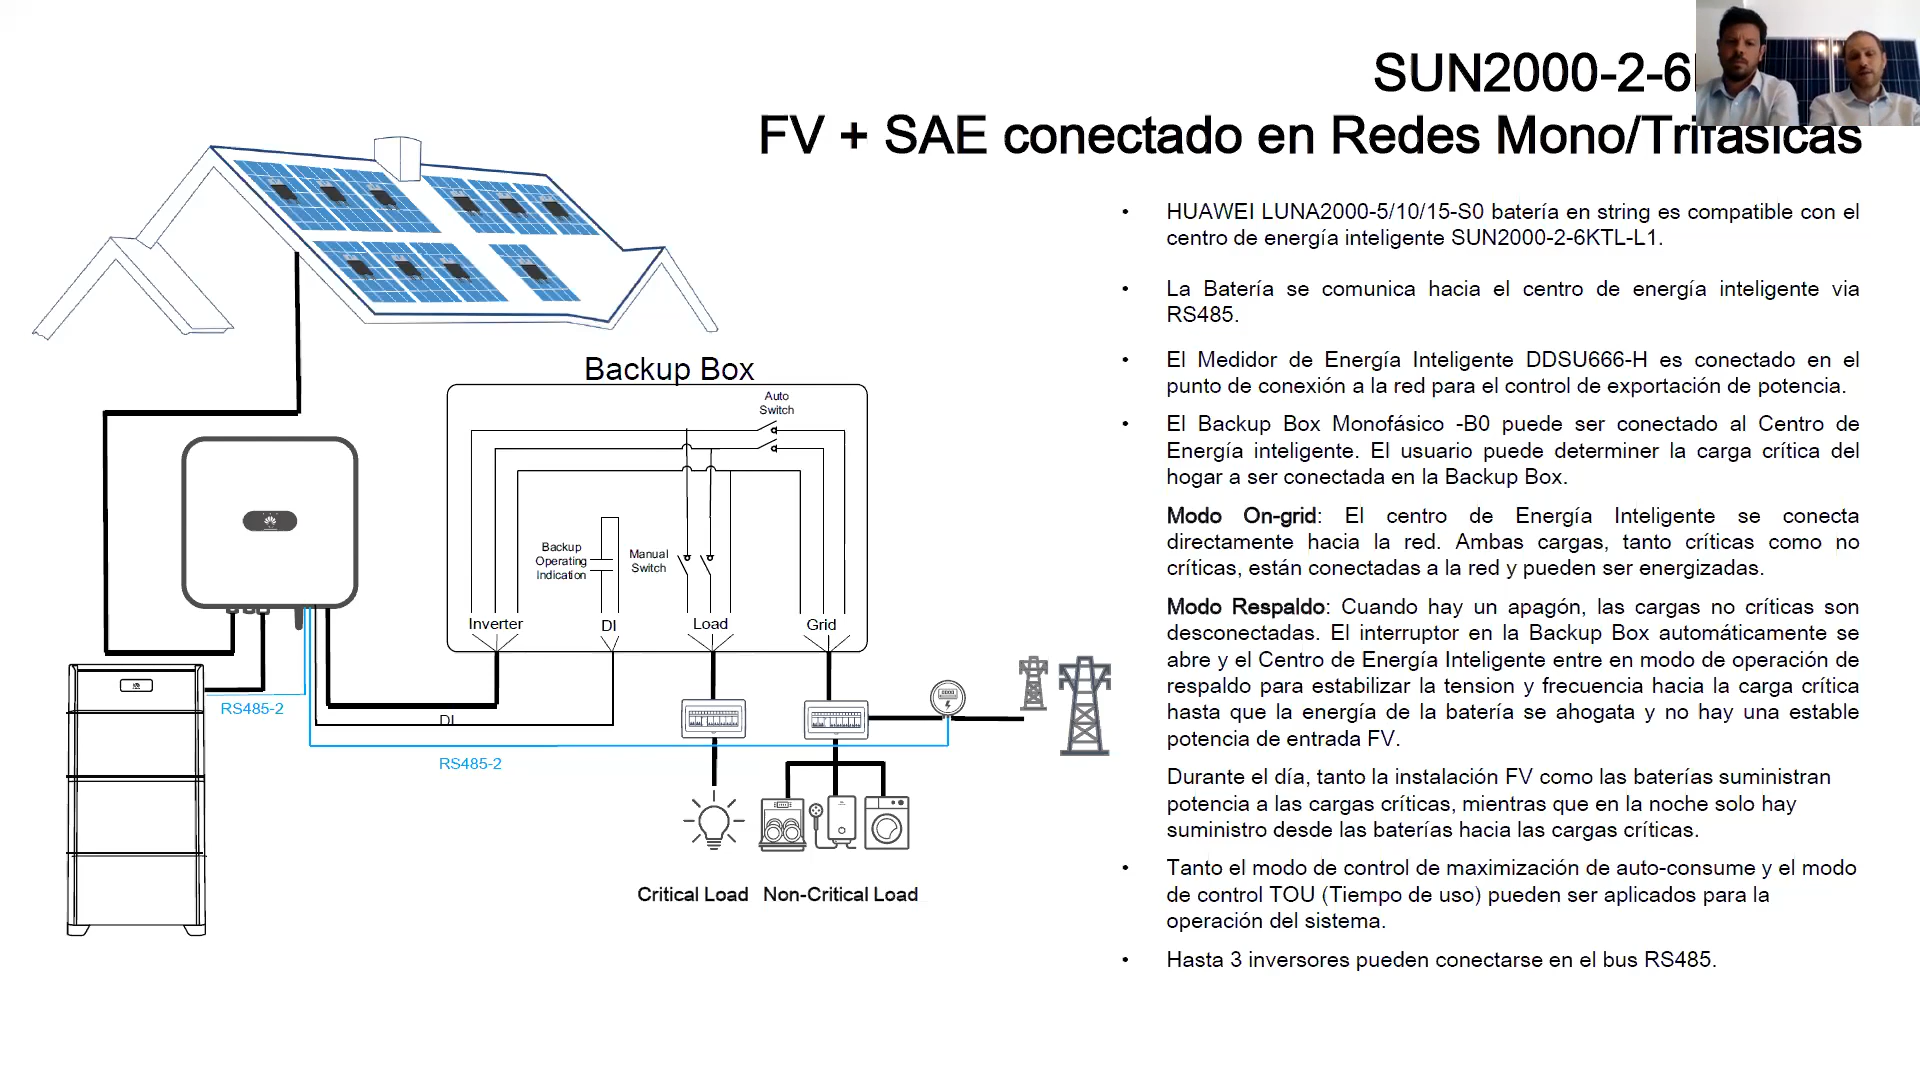 SUN2000-2-6
FV + SAE conectado en Redes Mono/Trifásicas
• HUAWEI LUNA2000-5/10/15-S0 batería en string es compatible con el
centro de energía inteligente SUN2000-2-6KTL-L1.
• La Batería se comunica hacia el centro de energía inteligente via
RS485.
• El Medidor de Energía Inteligente DDSU666-H es conectado en el
punto de conexión a la red para el control de exportación de potencia.
• El Backup Box Monofásico -B0 puede ser conectado al Centro de
Energía inteligente. El usuario puede determiner la carga crítica del
hogar a ser conectada en la Backup Box.
Modo On-grid: El centro de Energía Inteligente se conecta
directamente hacia la red. Ambas cargas, tanto críticas como no
críticas, están conectadas a la red y pueden ser energizadas.
Modo Respaldo: Cuando hay un apagón, las cargas no críticas son
desconectadas. El interruptor en la Backup Box automáticamente se
abre y el Centro de Energía Inteligente entre en modo de operación de
respaldo para estabilizar la tension y frecuencia hacia la carga crítica
hasta que la energía de la batería se ahogata y no hay una estable
potencia de entrada FV.
Durante el día, tanto la instalación FV como las baterías suministran
potencia a las cargas críticas, mientras que en la noche solo hay
suministro desde las baterías hacia las cargas críticas.
• Tanto el modo de control de maximización de auto-consume y el modo
de control TOU (Tiempo de uso) pueden ser aplicados para la
operación del sistema.
• Hasta 3 inversores pueden conectarse en el bus RS485.
Backup Box
Auto
Switch
Backup
Operating
Indication
Manual
Switch
Inverter
DI
Load
Grid
RS485-2
DI
RS485-2
Critical Load
Non-Critical Load